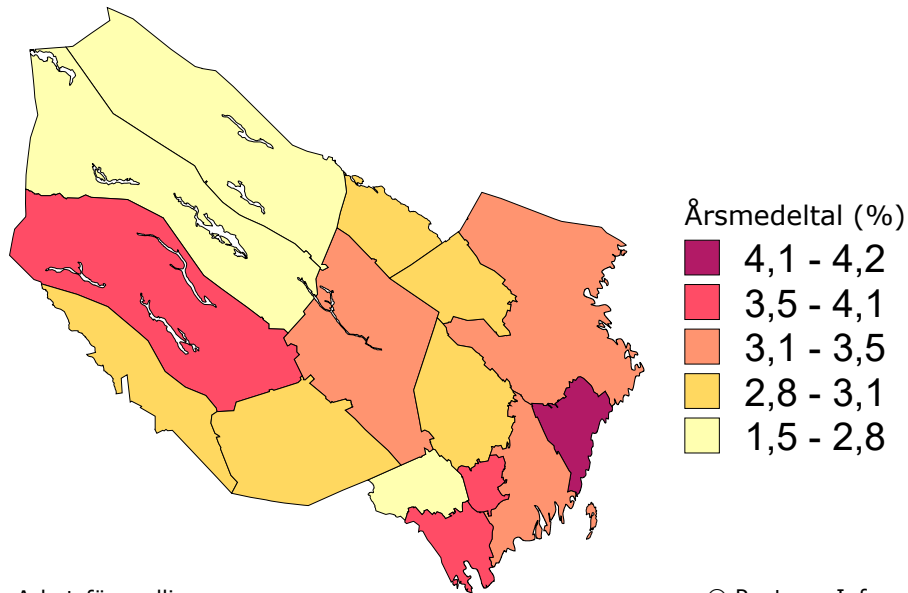 Årsmedeltal (%)
4,1 - 4,2
3,5 - 4,1
3,1 - 3,5
2,8 - 3,1
1,5 - 2,8